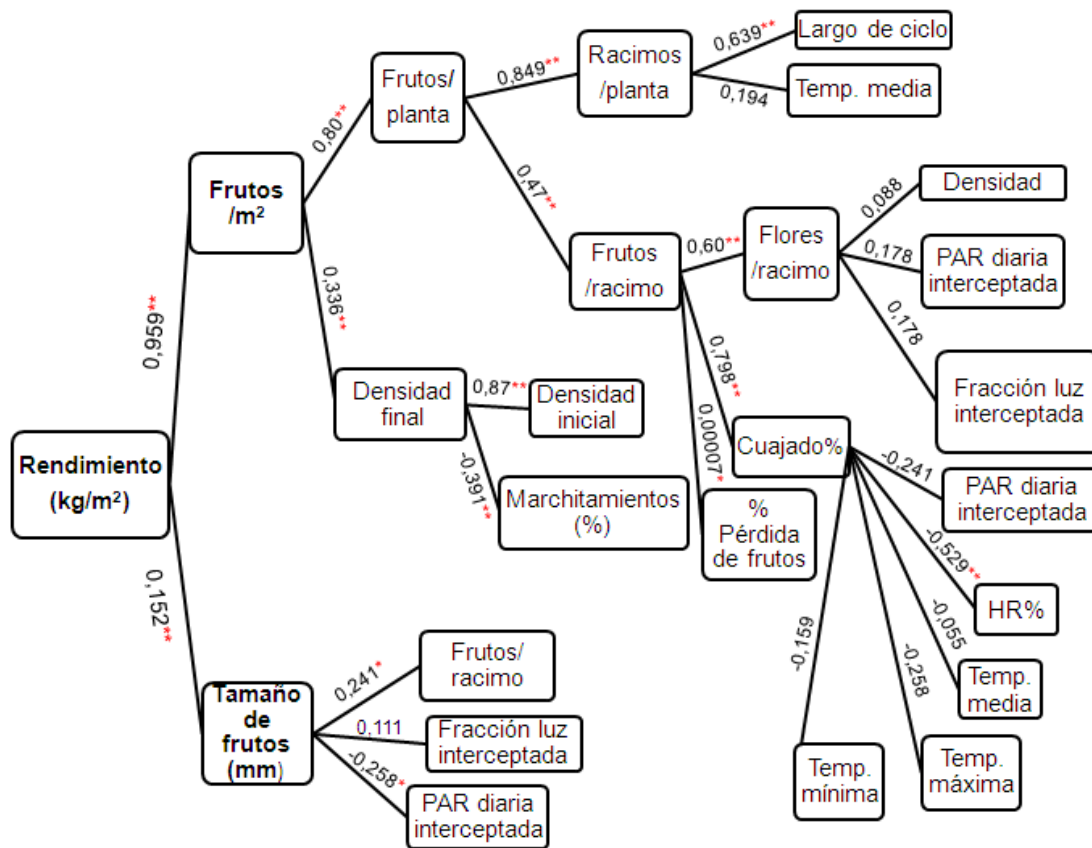 Rendimiento
(kg/m²)
0,959**
0,152**
Frutos
/m²
0,80**
0,336**
Frutos/
planta
0,849**
0,47**
Racimos
/planta
0,639**
0,194
Largo de ciclo
Temp. media
Frutos
/racimo
0,60**
0,798**
0,00007*
Flores
/racimo
0,088
0,178
0,178
Densidad
PAR diaria
interceptada
Fracción luz
interceptada
Cuajado%
-0,241
-0,529**
-0,055
-0,258
-0,159
PAR diaria
interceptada
HR%
Temp.
media
Temp.
máxima
Temp.
mínima
%
Pérdida
de frutos
Densidad
final
0,87**
-0,391**
Densidad
inicial
Marchitamientos
(%)
Tamaño
de
frutos
(mm)
0,241*
0,111
-0,258*
Frutos/
racimo
Fracción luz
interceptada
PAR diaria
interceptada